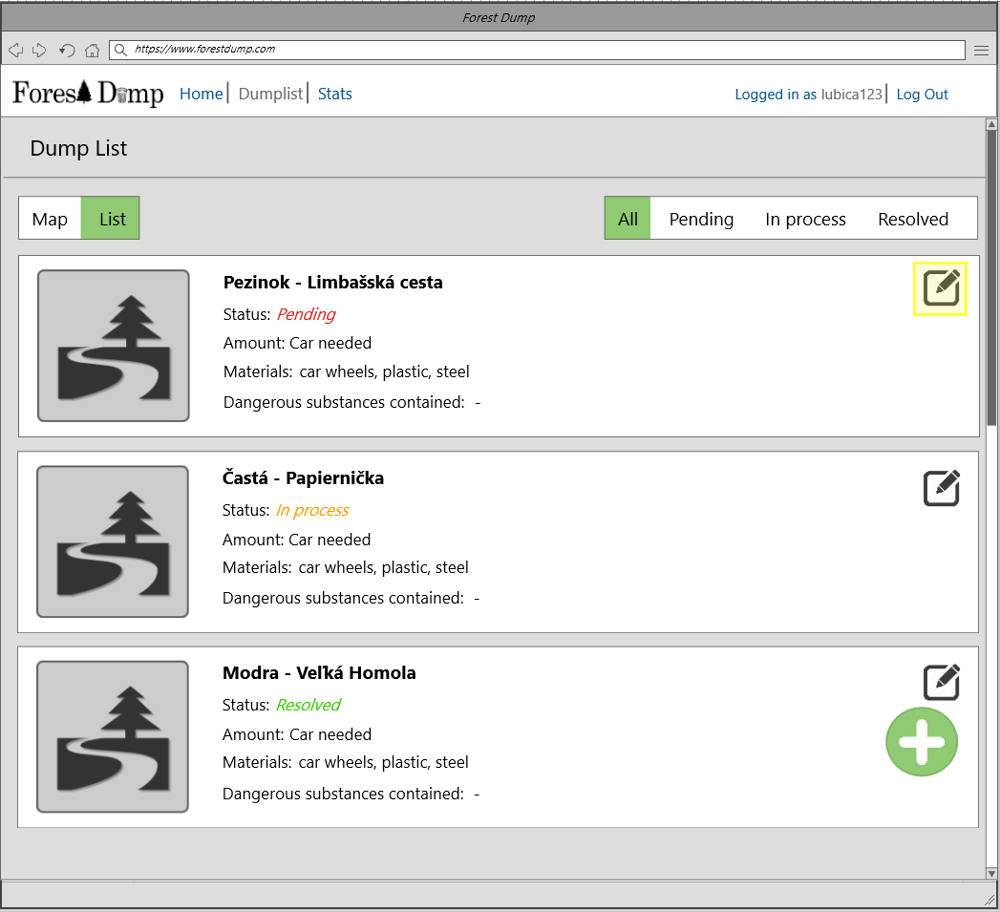 Forest Dump
https://www.forestdump.com
Forest Dump Home Dumplist Stats Logged in as lubica123 Log Out
Dump List
Map List All Pending In process Resolved
Pezinok - Limbašská cesta
Status: Pending
Amount: Car needed
Materials: car wheels, plastic, steel
Dangerous substances contained: -
Častá - Papiernička
Status: In process
Amount: Car needed
Materials: car wheels, plastic, steel
Dangerous substances contained: -
Modra - Veľká Homola
Status: Resolved
Amount: Car needed
Materials: car wheels, plastic, steel
Dangerous substances contained: -